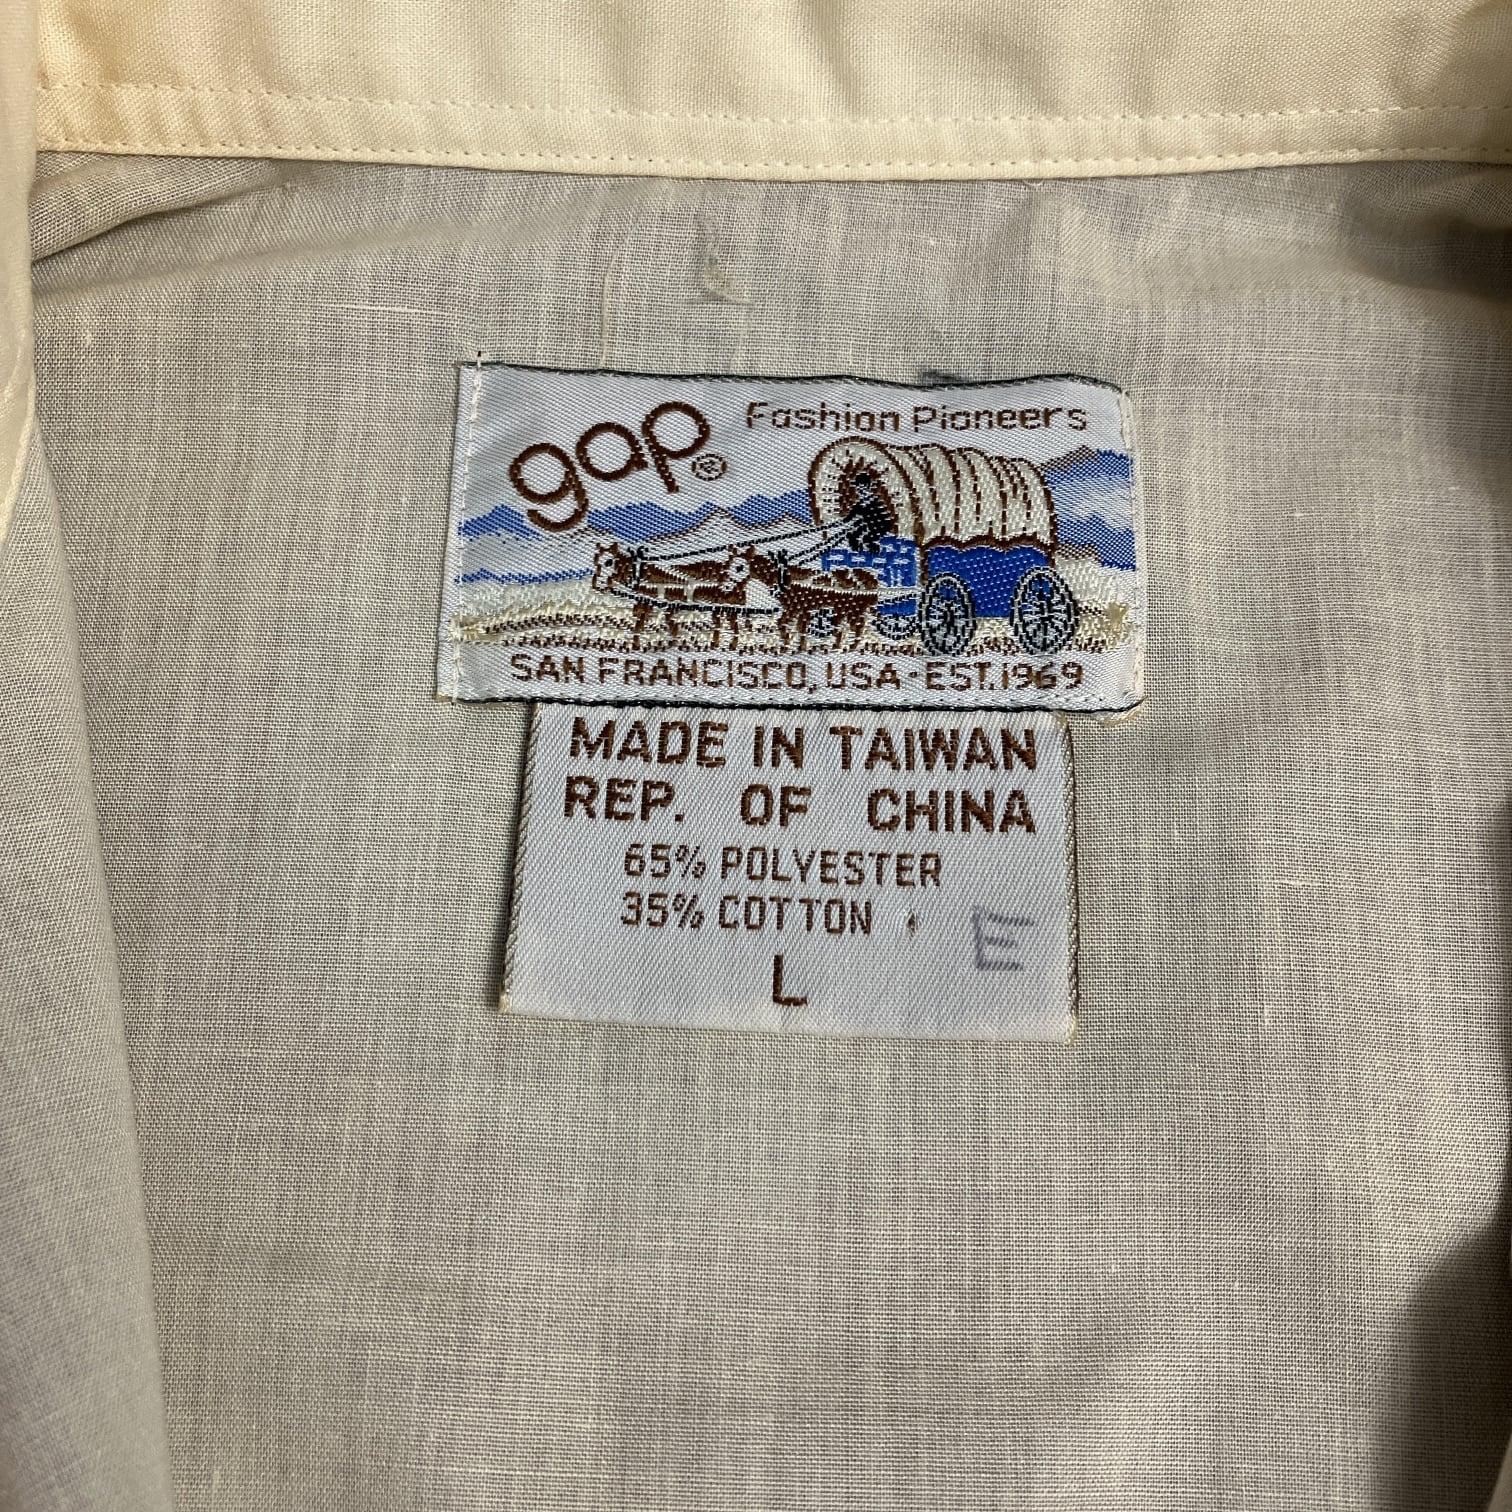 gap® Fashion Pioneers
SAN FRANCISCO, USA · EST. 1969
MADE IN TAIWAN
REP. OF CHINA
65% POLYESTER
35% COTTON
E
L